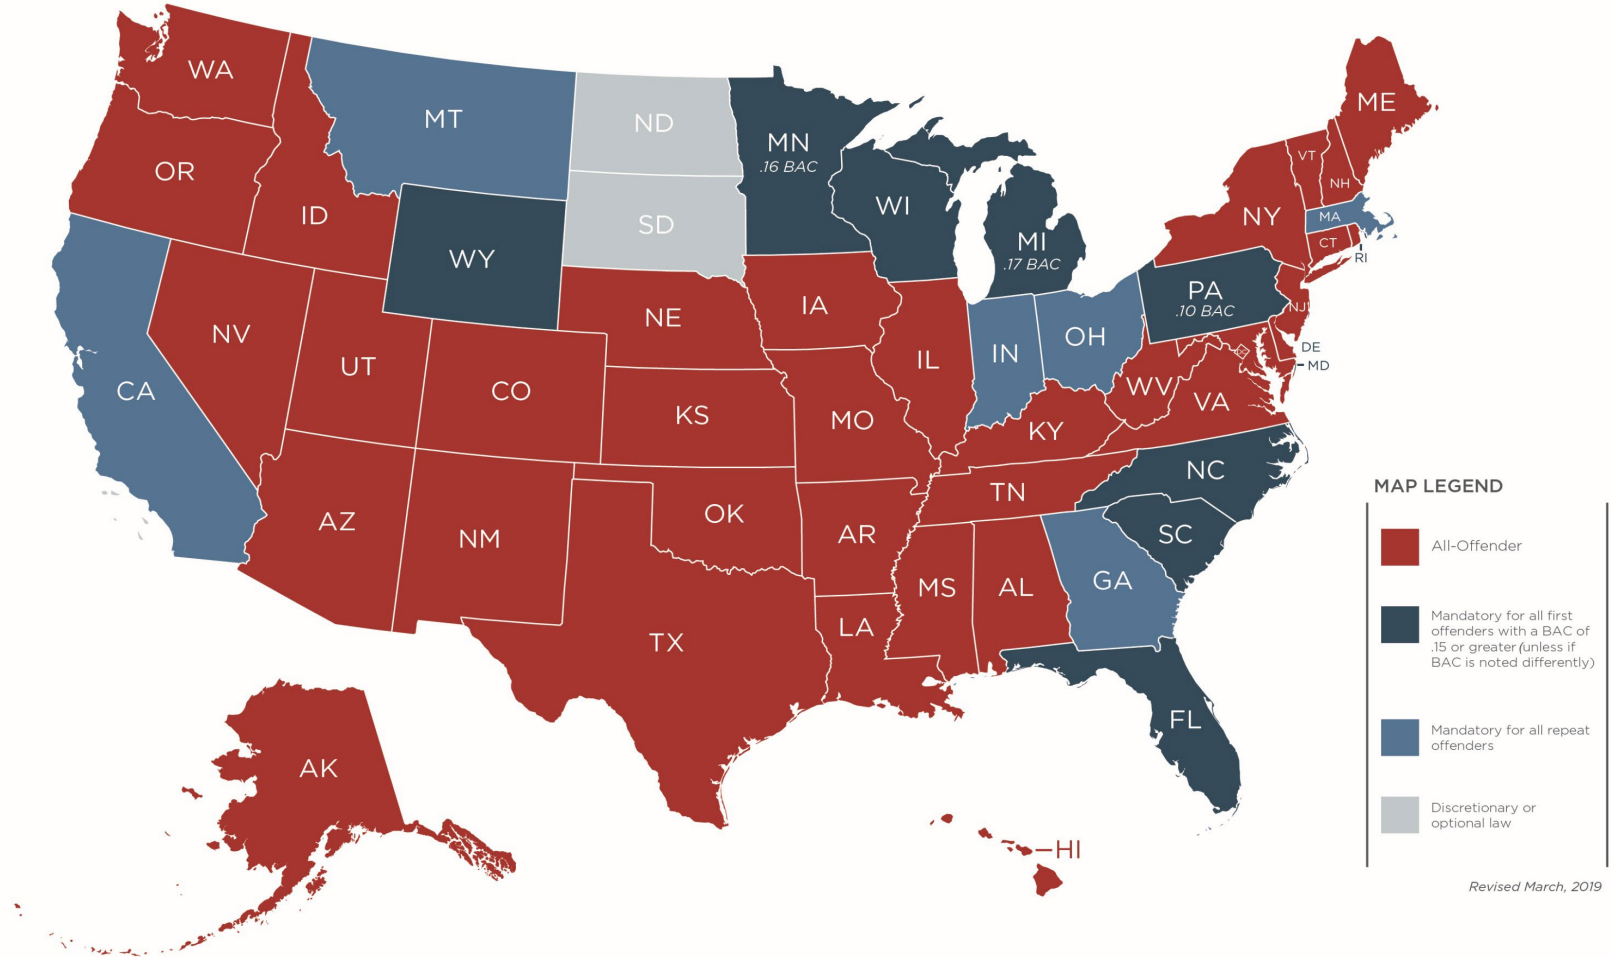 WA
MT
ND
MN
.16 BAC
ME
OR
ID
SD
WI
MI
.17 BAC
VT
NH
NY
MA
CT
RI
WY
PA
.10 BAC
NJ
NV
NE
IA
IL
IN
OH
DE
MD
CA
UT
CO
KS
MO
WV
VA
KY
AZ
NM
OK
AR
TN
NC
SC
TX
LA
MS
AL
GA
FL
AK
HI
MAP LEGEND
All-Offender
Mandatory for all first
offenders with a BAC of
.15 or greater (unless if
BAC is noted differently)
Mandatory for all repeat
offenders
Discretionary or
optional law
Revised March, 2019